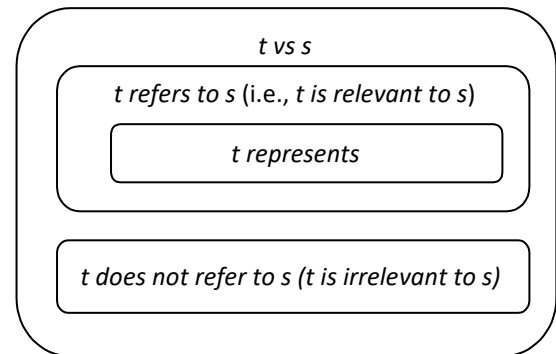 t vs s
t refers to s (i.e., t is relevant to s)
t represents
t does not refer to s (t is irrelevant to s)